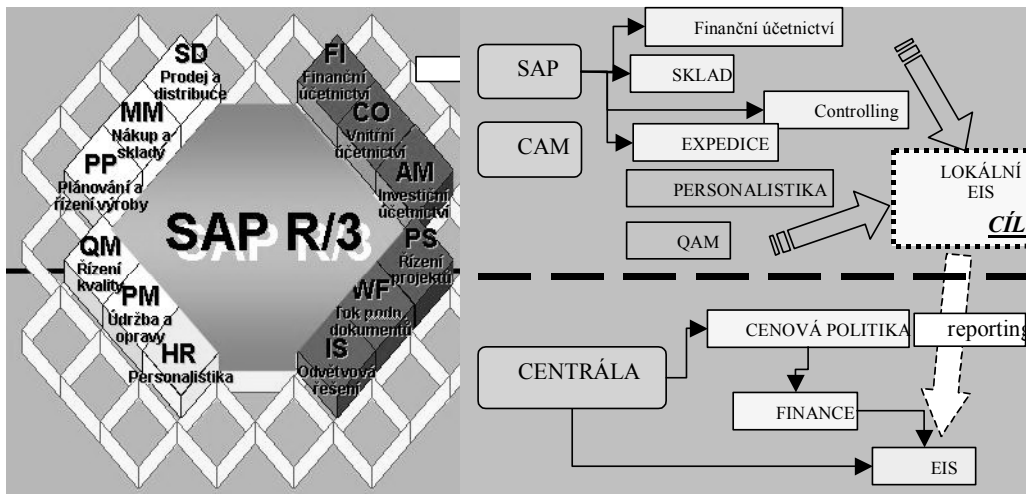 SD
Prodej a
distribuce
MM
Nákup a
sklady
PP
Plánování a
řízení výroby
QM
Řízení
kvality
PM
Údržba a
opravy
HR
Personalistika
SAP R/3
FI
Finanční
účetnictví
CO
Vnitřní
účetnictví
AM
Investiční
účetnictví
PS
Řízení
projektů
WF
Tok podn.
dokumentů
IS
Odvětvová
řešení
SAP
CAM
Finanční účetnictví
SKLAD
Controlling
EXPEDICE
PERSONALISTIKA
QAM
LOKÁLNÍ
EIS
CÍL
CENTRÁLA
CENOVÁ POLITIKA
reporting
FINANCE
EIS